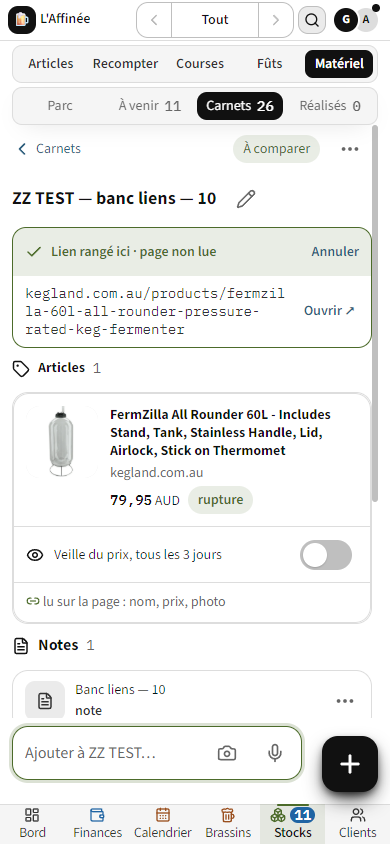 L'Affinée
Tout
G
A
Articles
Recompter
Courses
Fûts
Matériel
Parc
À venir 11
Carnets 26
Réalisés 0
Carnets
À comparer
ZZ TEST — banc liens — 10
Lien rangé ici · page non lue
Annuler
kegland.com.au/products/fermzil
la-60l-all-rounder-pressure-
rated-keg-fermenter
Ouvrir ↗
Articles 1
FermZilla All Rounder 60L - Includes
Stand, Tank, Stainless Handle, Lid,
Airlock, Stick on Thermomet
kegland.com.au
79,95 AUD
rupture
Veille du prix, tous les 3 jours
lu sur la page : nom, prix, photo
Notes 1
Banc liens — 10
note
Ajouter à ZZ TEST…
Bord
Finances
Calendrier
Brassins
11
Stocks
Clients